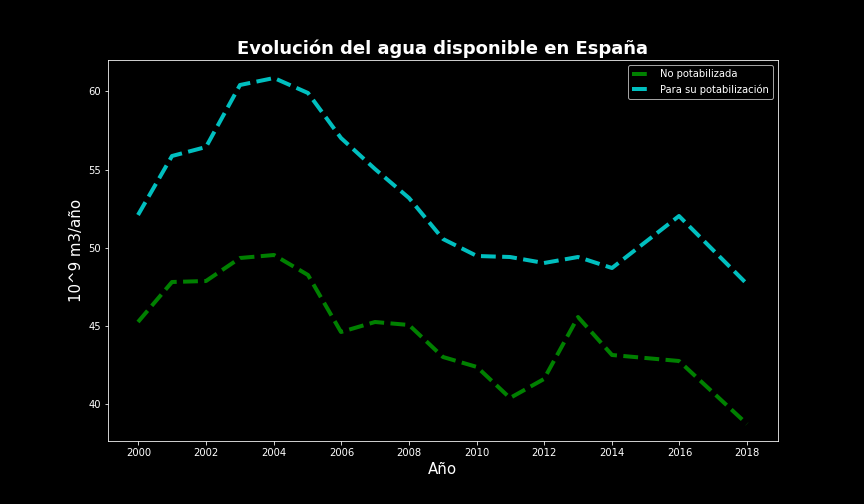 Evolución del agua disponible en España
No potabilizada
Para su potabilización
10^9 m3/año
60
55
50
45
40
2000 2002 2004 2006 2008 2010 2012 2014 2016 2018
Año